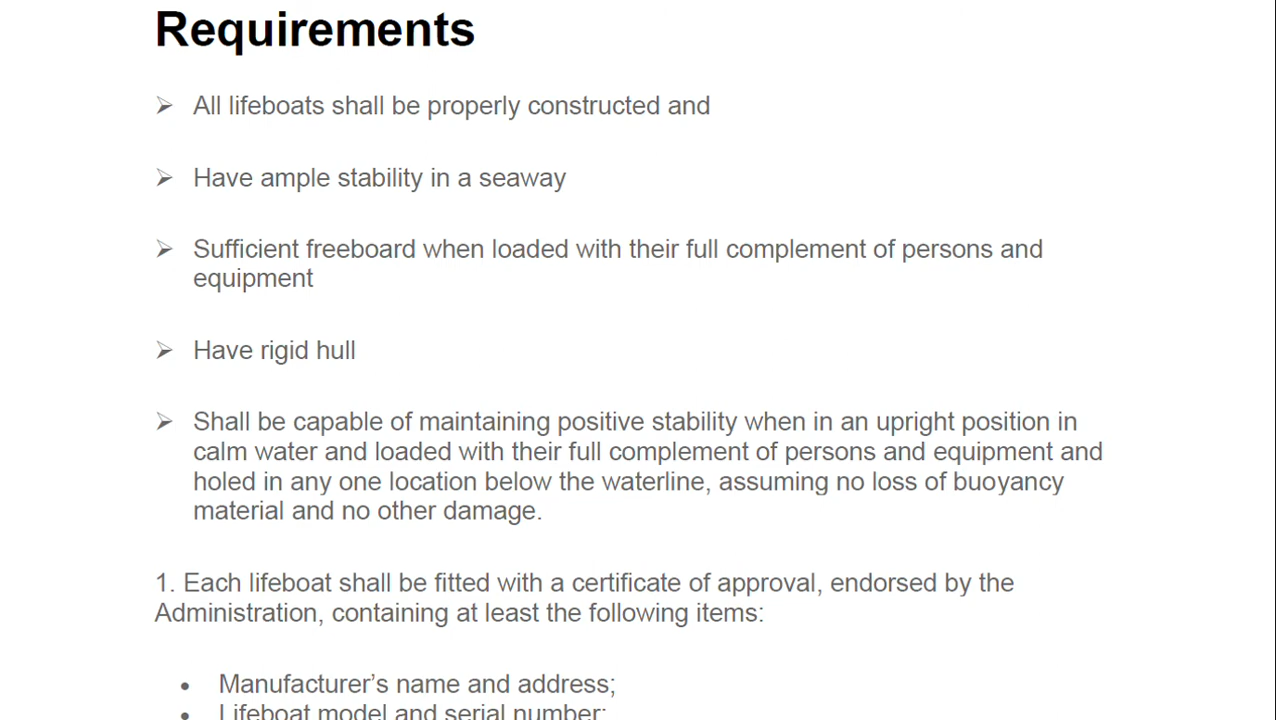 Requirements
➢ All lifeboats shall be properly constructed and
➢ Have ample stability in a seaway
➢ Sufficient freeboard when loaded with their full complement of persons and
equipment
➢ Have rigid hull
➢ Shall be capable of maintaining positive stability when in an upright position in
calm water and loaded with their full complement of persons and equipment and
holed in any one location below the waterline, assuming no loss of buoyancy
material and no other damage.
1. Each lifeboat shall be fitted with a certificate of approval, endorsed by the
Administration, containing at least the following items:
• Manufacturer’s name and address;
• Lifeboat model and serial number;